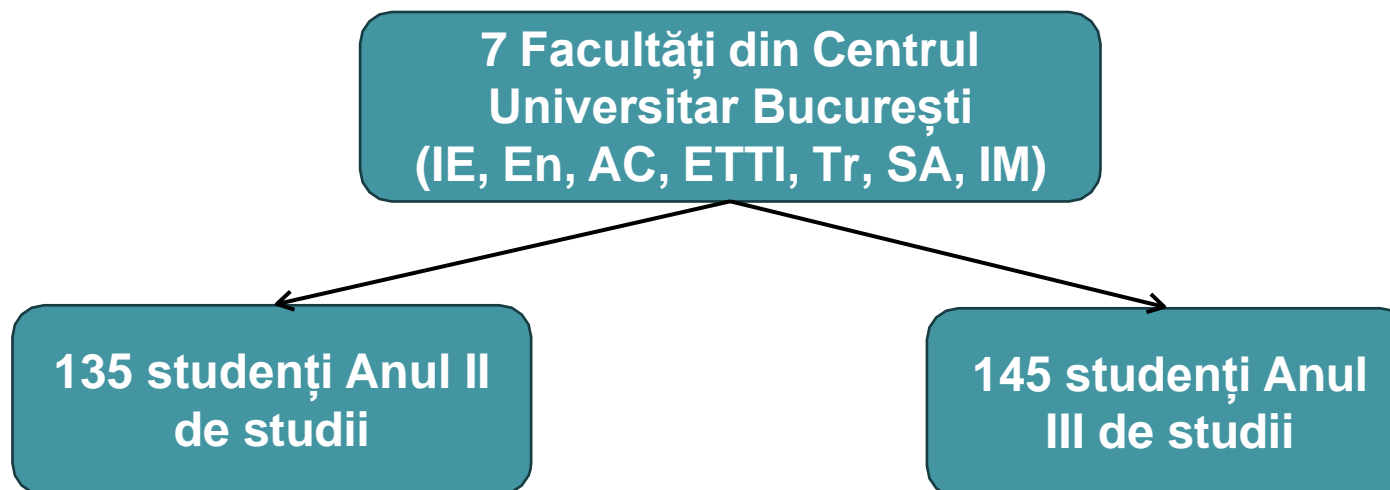 7 Facultăți din Centrul
Universitar București
(IE, En, AC, ETTI, Tr, SA, IM)
135 studenți Anul II
de studii
145 studenți Anul
III de studii